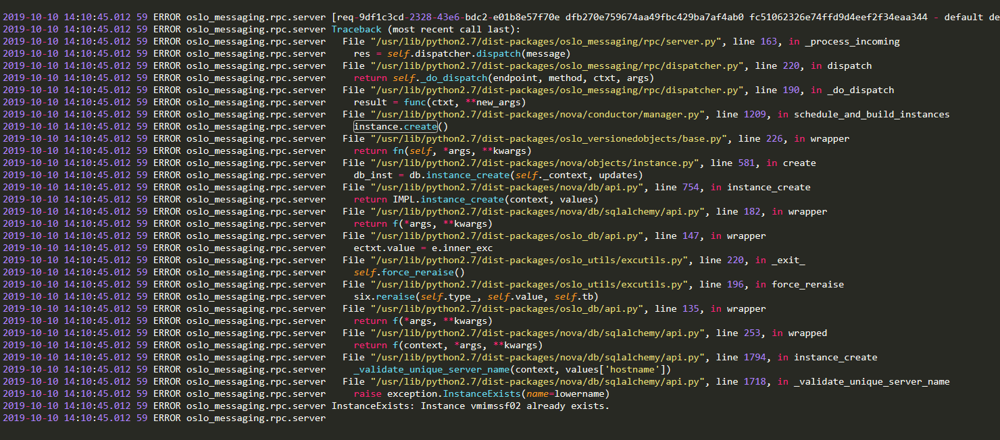 2019-10-10 14:10:45.012 59 ERROR oslo_messaging.rpc.server [req-9df1c3cd-2328-43e6-bdc2-e01b8e57f70e dfb270e759674aa49fbc429ba7af4ab0 fc51062326e74ffd9d4eef2f34eaa344 - default de
2019-10-10 14:10:45.012 59 ERROR oslo_messaging.rpc.server Traceback (most recent call last):
2019-10-10 14:10:45.012 59 ERROR oslo_messaging.rpc.server   File "/usr/lib/python2.7/dist-packages/oslo_messaging/rpc/server.py", line 163, in _process_incoming
2019-10-10 14:10:45.012 59 ERROR oslo_messaging.rpc.server     res = self.dispatcher.dispatch(message)
2019-10-10 14:10:45.012 59 ERROR oslo_messaging.rpc.server   File "/usr/lib/python2.7/dist-packages/oslo_messaging/rpc/dispatcher.py", line 220, in dispatch
2019-10-10 14:10:45.012 59 ERROR oslo_messaging.rpc.server     return self._do_dispatch(endpoint, method, ctxt, args)
2019-10-10 14:10:45.012 59 ERROR oslo_messaging.rpc.server   File "/usr/lib/python2.7/dist-packages/oslo_messaging/rpc/dispatcher.py", line 190, in _do_dispatch
2019-10-10 14:10:45.012 59 ERROR oslo_messaging.rpc.server     result = func(ctxt, **new_args)
2019-10-10 14:10:45.012 59 ERROR oslo_messaging.rpc.server   File "/usr/lib/python2.7/dist-packages/nova/conductor/manager.py", line 1209, in schedule_and_build_instances
2019-10-10 14:10:45.012 59 ERROR oslo_messaging.rpc.server     instance.create()
2019-10-10 14:10:45.012 59 ERROR oslo_messaging.rpc.server   File "/usr/lib/python2.7/dist-packages/oslo_versionedobjects/base.py", line 226, in wrapper
2019-10-10 14:10:45.012 59 ERROR oslo_messaging.rpc.server     return fn(self, *args, **kwargs)
2019-10-10 14:10:45.012 59 ERROR oslo_messaging.rpc.server   File "/usr/lib/python2.7/dist-packages/nova/objects/instance.py", line 581, in create
2019-10-10 14:10:45.012 59 ERROR oslo_messaging.rpc.server     db_inst = db.instance_create(self._context, updates)
2019-10-10 14:10:45.012 59 ERROR oslo_messaging.rpc.server   File "/usr/lib/python2.7/dist-packages/nova/db/api.py", line 754, in instance_create
2019-10-10 14:10:45.012 59 ERROR oslo_messaging.rpc.server     return IMPL.instance_create(context, values)
2019-10-10 14:10:45.012 59 ERROR oslo_messaging.rpc.server   File "/usr/lib/python2.7/dist-packages/nova/db/sqlalchemy/api.py", line 182, in wrapper
2019-10-10 14:10:45.012 59 ERROR oslo_messaging.rpc.server     return f(*args, **kwargs)
2019-10-10 14:10:45.012 59 ERROR oslo_messaging.rpc.server   File "/usr/lib/python2.7/dist-packages/oslo_db/api.py", line 147, in wrapper
2019-10-10 14:10:45.012 59 ERROR oslo_messaging.rpc.server     ectxt.value = e.inner_exc
2019-10-10 14:10:45.012 59 ERROR oslo_messaging.rpc.server   File "/usr/lib/python2.7/dist-packages/oslo_utils/excutils.py", line 220, in _exit_
2019-10-10 14:10:45.012 59 ERROR oslo_messaging.rpc.server     self.force_reraise()
2019-10-10 14:10:45.012 59 ERROR oslo_messaging.rpc.server   File "/usr/lib/python2.7/dist-packages/oslo_utils/excutils.py", line 196, in force_reraise
2019-10-10 14:10:45.012 59 ERROR oslo_messaging.rpc.server     six.reraise(self.type_, self.value, self.tb)
2019-10-10 14:10:45.012 59 ERROR oslo_messaging.rpc.server   File "/usr/lib/python2.7/dist-packages/oslo_db/api.py", line 135, in wrapper
2019-10-10 14:10:45.012 59 ERROR oslo_messaging.rpc.server     return f(*args, **kwargs)
2019-10-10 14:10:45.012 59 ERROR oslo_messaging.rpc.server   File "/usr/lib/python2.7/dist-packages/nova/db/sqlalchemy/api.py", line 253, in wrapped
2019-10-10 14:10:45.012 59 ERROR oslo_messaging.rpc.server     return f(context, *args, **kwargs)
2019-10-10 14:10:45.012 59 ERROR oslo_messaging.rpc.server   File "/usr/lib/python2.7/dist-packages/nova/db/sqlalchemy/api.py", line 1794, in instance_create
2019-10-10 14:10:45.012 59 ERROR oslo_messaging.rpc.server     _validate_unique_server_name(context, values['hostname'])
2019-10-10 14:10:45.012 59 ERROR oslo_messaging.rpc.server   File "/usr/lib/python2.7/dist-packages/nova/db/sqlalchemy/api.py", line 1718, in _validate_unique_server_name
2019-10-10 14:10:45.012 59 ERROR oslo_messaging.rpc.server     raise exception.InstanceExists(name=lowername)
2019-10-10 14:10:45.012 59 ERROR oslo_messaging.rpc.server InstanceExists: Instance vmimssf02 already exists.
2019-10-10 14:10:45.012 59 ERROR oslo_messaging.rpc.server